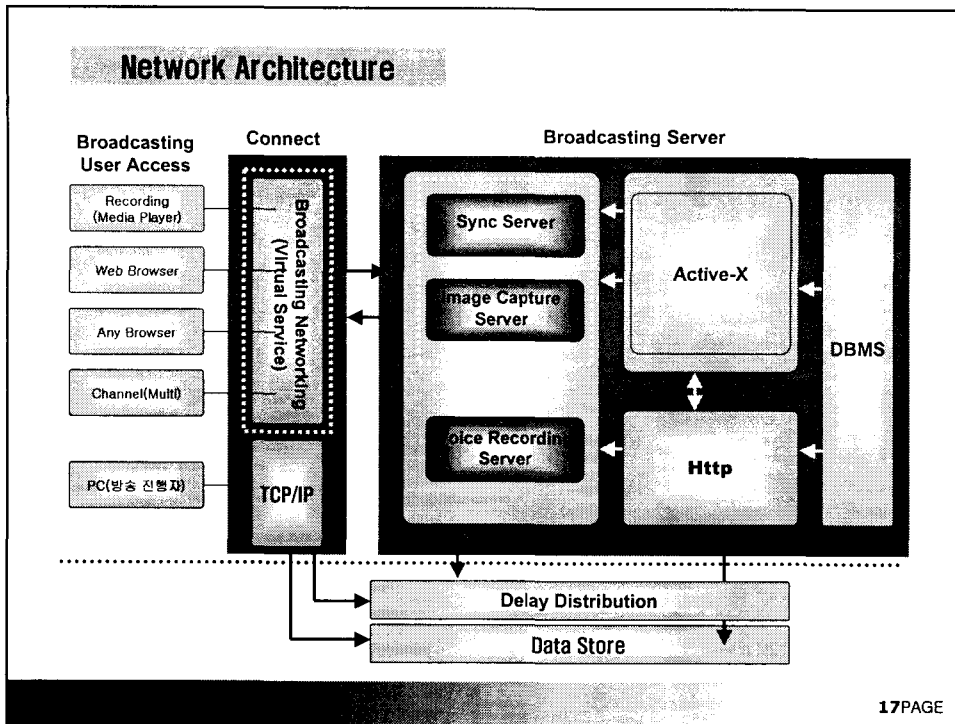 Network Architecture
Broadcasting
User Access
Connect
Broadcasting Server
Recording
(Media Player)
Web Browser
Any Browser
Channel(Multi)
PC(방송 진행자)
Broadcasting Networking
(Virtual Service)
TCP/IP
Sync Server
Image Capture
Server
oice Recordin
Server
Active-X
Http
DBMS
Delay Distribution
Data Store
17PAGE